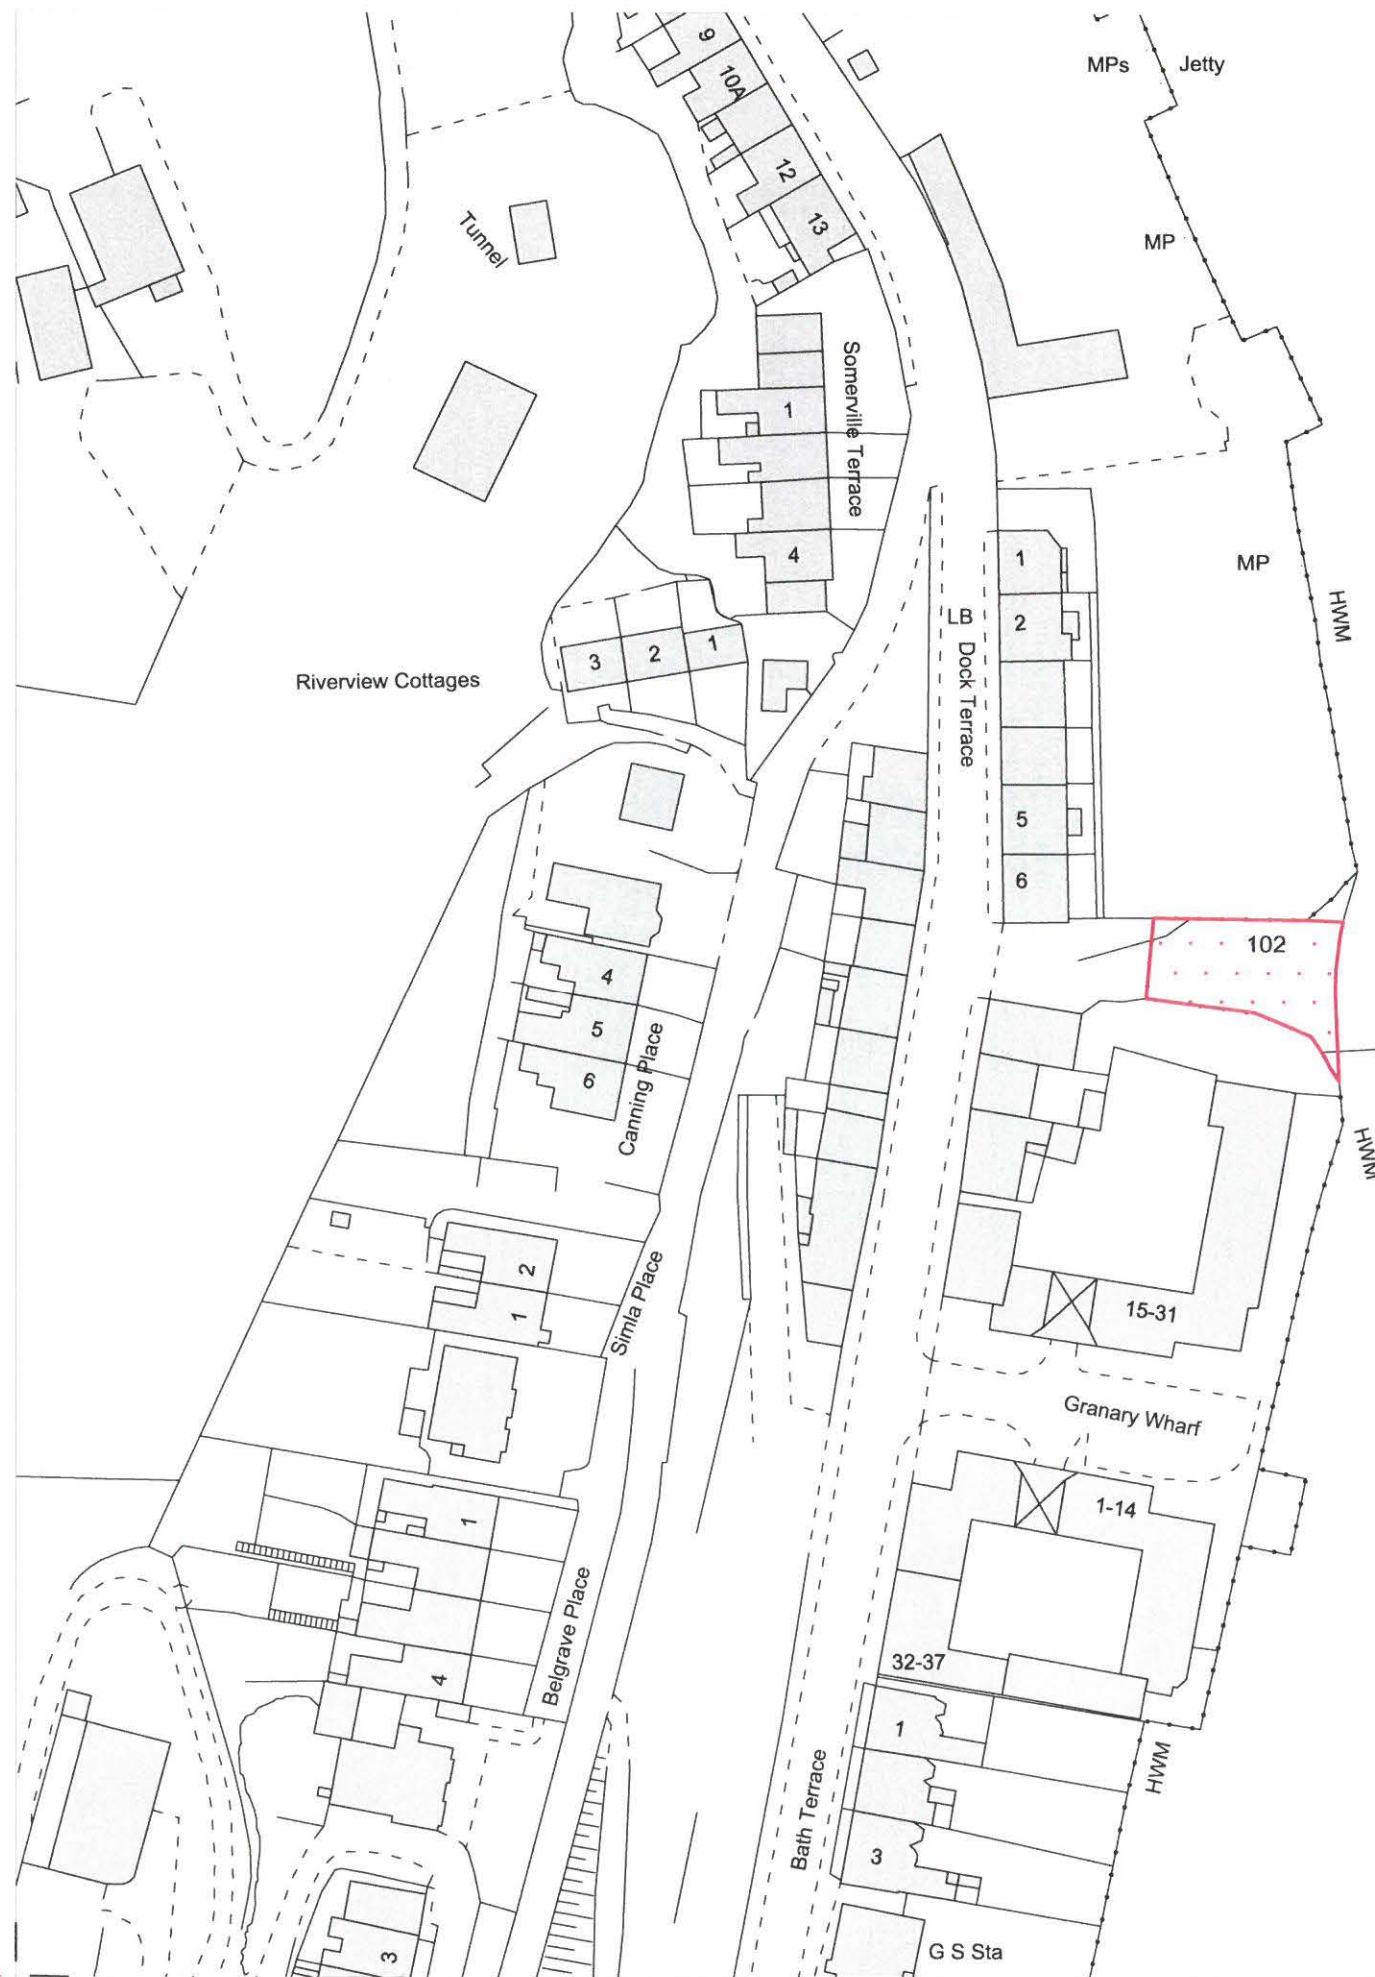 9
10A
12
13
MPs
Jetty
MP
Tunnel
Somerville Terrace
1
4
1
2
5
6
LB
Dock Terrace
MP
HWM
3
2
1
Riverview Cottages
102
4
5
6
Canning Place
HWM
2
1
Simla Place
15-31
Granary Wharf
1-14
1
4
Belgrave Place
32-37
1
3
Bath Terrace
HWM
3
G S Sta